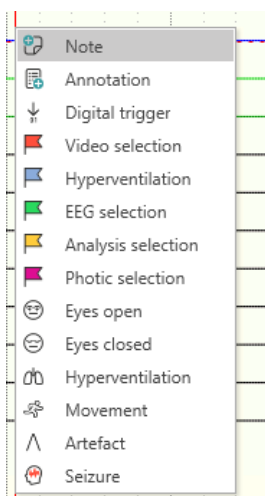 Note
Annotation
Digital trigger
Video selection
Hyperventilation
EEG selection
Analysis selection
Photic selection
Eyes open
Eyes closed
Hyperventilation
Movement
Artefact
Seizure